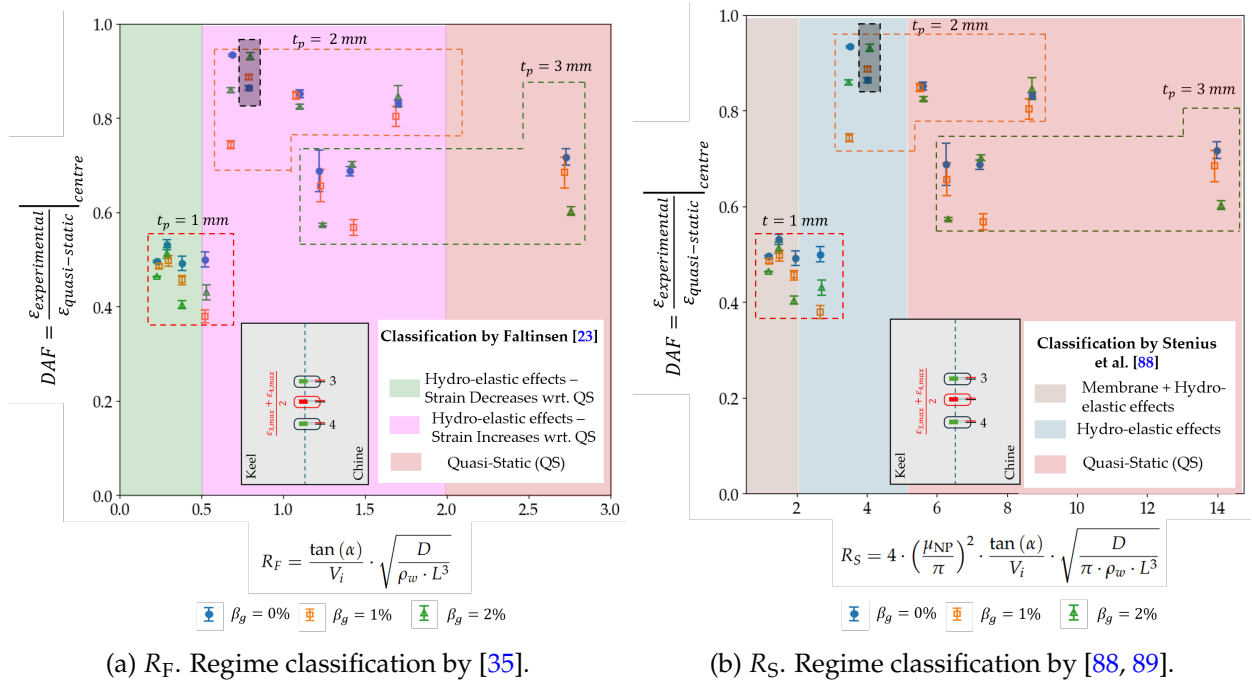 1.0
0.8
0.6
0.4
0.2
0.0
0.0 0.5 1.0 1.5 2.0 2.5 3.0
t_p = 2 mm
t_p = 3 mm
t_p = 1 mm
DAF = ε_experimental / ε_quasi−static |_centre
Classification by Faltinsen [23]
Hydro-elastic effects –
Strain Decreases wrt. QS
Hydro-elastic effects –
Strain Increases wrt. QS
Quasi-Static (QS)
ε_3,max + ε_4,max
2
3
4
Keel
Chine
R_F = tan (α) / V_i · √(D / ρ_w · L^3)
β_g = 0% β_g = 1% β_g = 2%
(a) R_F. Regime classification by [35].
1.0
0.8
0.6
0.4
0.2
0.0
2 4 6 8 10 12 14
t_p = 2 mm
t_p = 3 mm
t = 1 mm
DAF = ε_experimental / ε_quasi−static |_centre
Classification by Stenius
et al. [88]
Membrane + Hydro-
elastic effects
Hydro-elastic effects
Quasi-Static (QS)
ε_3,max + ε_4,max
2
3
4
Keel
Chine
R_S = 4 · (μ_NP / π)^2 · tan (α) / V_i · √(D / π · ρ_w · L^3)
β_g = 0% β_g = 1% β_g = 2%
(b) R_S. Regime classification by [88, 89].